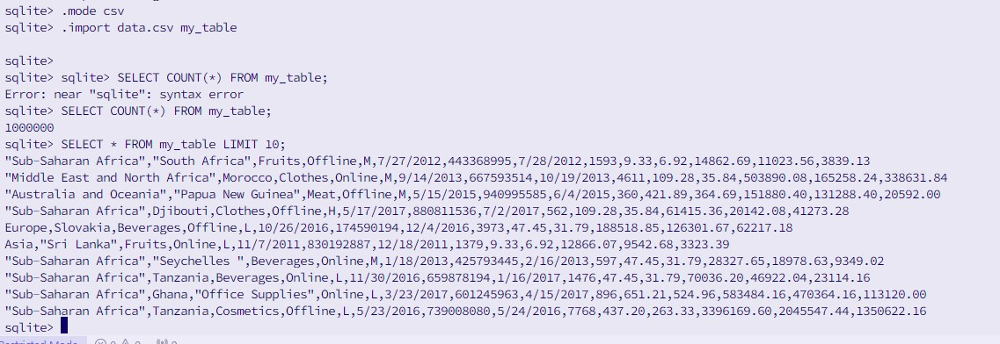 sqlite> .mode csv
sqlite> .import data.csv my_table
sqlite>
sqlite> sqlite> SELECT COUNT(*) FROM my_table;
Error: near "sqlite": syntax error
sqlite> SELECT COUNT(*) FROM my_table;
1000000
sqlite> SELECT * FROM my_table LIMIT 10;
"Sub-Saharan Africa","South Africa",Fruits,Offline,M,7/27/2012,443368995,7/28/2012,1593,9.33,6.92,14862.69,11023.56,3839.13
"Middle East and North Africa",Morocco,Clothes,Online,M,9/14/2013,667593514,10/19/2013,4611,109.28,35.84,503890.08,165258.24,338631.84
"Australia and Oceania","Papua New Guinea",Meat,Offline,M,5/15/2015,940995585,6/4/2015,360,421.89,364.69,151880.40,131288.40,20592.00
"Sub-Saharan Africa",Djibouti,Clothes,Offline,H,5/17/2017,880811536,7/2/2017,562,109.28,35.84,61415.36,20142.08,41273.28
Europe,Slovakia,Beverages,Offline,L,10/26/2016,174590194,12/4/2016,3973,47.45,31.79,188518.85,126301.67,62217.18
Asia,"Sri Lanka",Fruits,Online,L,11/7/2011,830192887,12/18/2011,1379,9.33,6.92,12866.07,9542.68,3323.39
"Sub-Saharan Africa","Seychelles ",Beverages,Online,M,1/18/2013,425793445,2/16/2013,597,47.45,31.79,28327.65,18978.63,9349.02
"Sub-Saharan Africa",Tanzania,Beverages,Online,L,11/30/2016,659878194,1/16/2017,1476,47.45,31.79,70036.20,46922.04,23114.16
"Sub-Saharan Africa",Ghana,"Office Supplies",Online,L,3/23/2017,601245963,4/15/2017,896,651.21,524.96,583484.16,470364.16,113120.00
"Sub-Saharan Africa",Tanzania,Cosmetics,Offline,L,5/23/2016,739008080,5/24/2016,7768,437.20,263.33,3396169.60,2045547.44,1350622.16
sqlite>